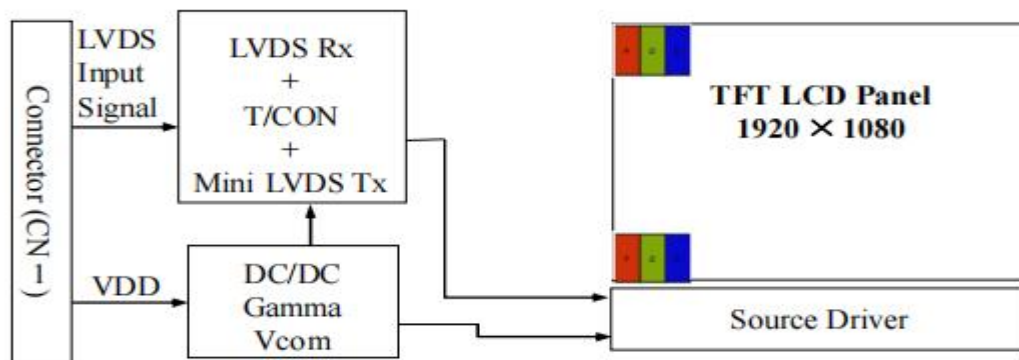 Connector (CN 1)
LVDS
Input
Signal
LVDS Rx
+
T/CON
+
Mini LVDS Tx
TFT LCD Panel
1920 × 1080
VDD
DC/DC
Gamma
Vcom
Source Driver